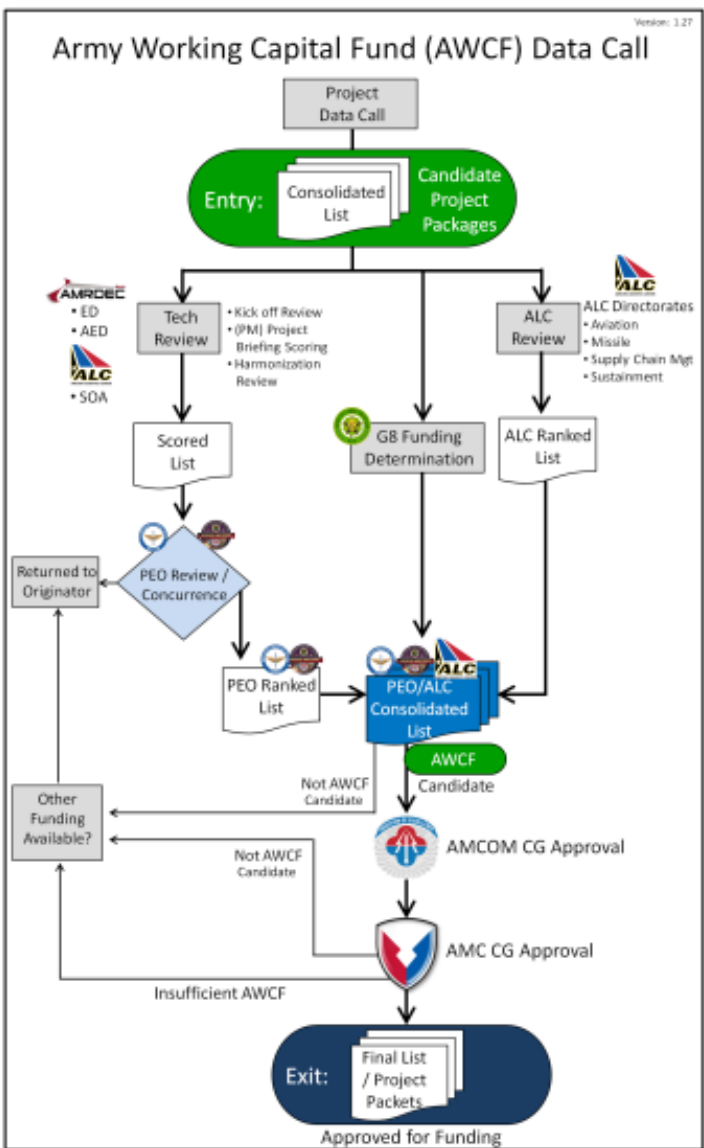 Version: 1.27
Army Working Capital Fund (AWCF) Data Call
Project
Data Call
Entry:
Consolidated
List
Candidate
Project
Packages
AMRDEC
• ED
• AED
ALC
• SOA
Tech
Review
• Kick off Review
• (PM) Project
Briefing Scoring
• Harmonization
Review
ALC
Review
ALC
ALC Directorates
• Aviation
• Missile
• Supply Chain Mgt
• Sustainment
Scored
List
G8 Funding
Determination
ALC Ranked
List
Returned to
Originator
PEO Review /
Concurrence
PEO Ranked
List
ALC
PEO/ALC
Consolidated
List
AWCF
Candidate
Not AWCF
Candidate
Other
Funding
Available?
AMCOM CG Approval
Not AWCF
Candidate
AMC CG Approval
Insufficient AWCF
Exit:
Final List
/ Project
Packets
Approved for Funding